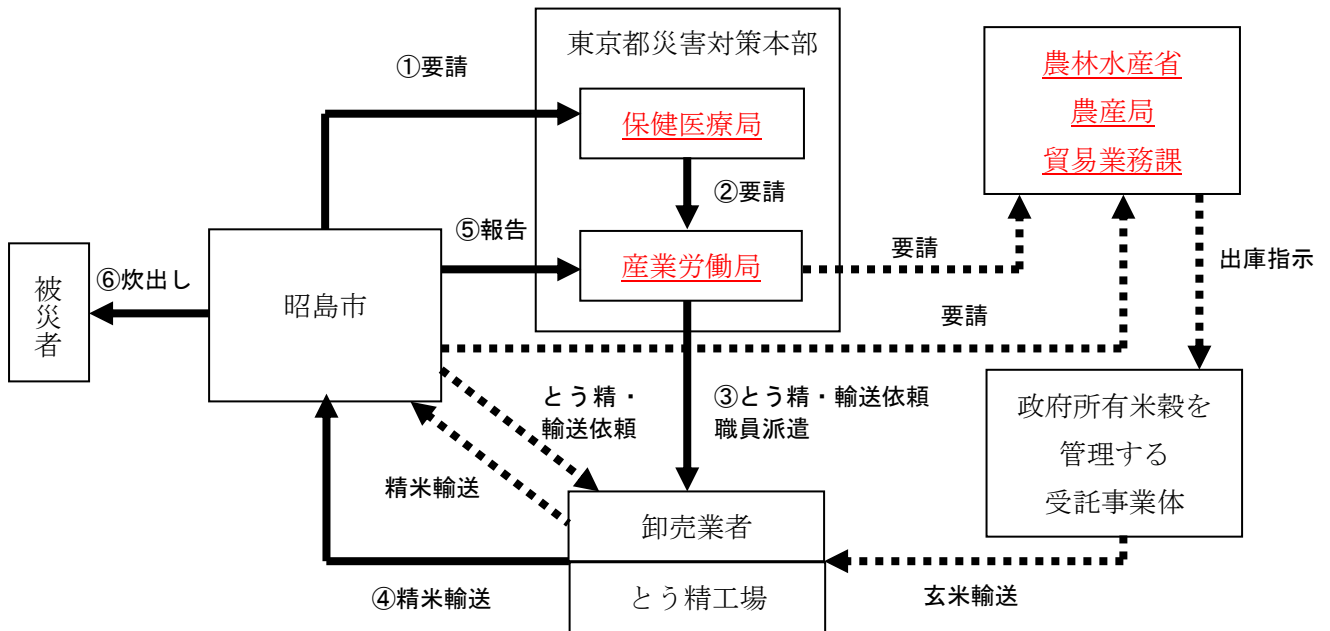 東京都災害対策本部
①要請
保健医療局
②要請
⑤報告
産業労働局
農林水産省
農産局
貿易業務課
要請
出庫指示
要請
被災者
⑥炊出し
昭島市
とう精・
輸送依頼
③とう精・輸送依頼
職員派遣
政府所有米穀を
管理する
受託事業体
精米輸送
卸売業者
④精米輸送
とう精工場
玄米輸送